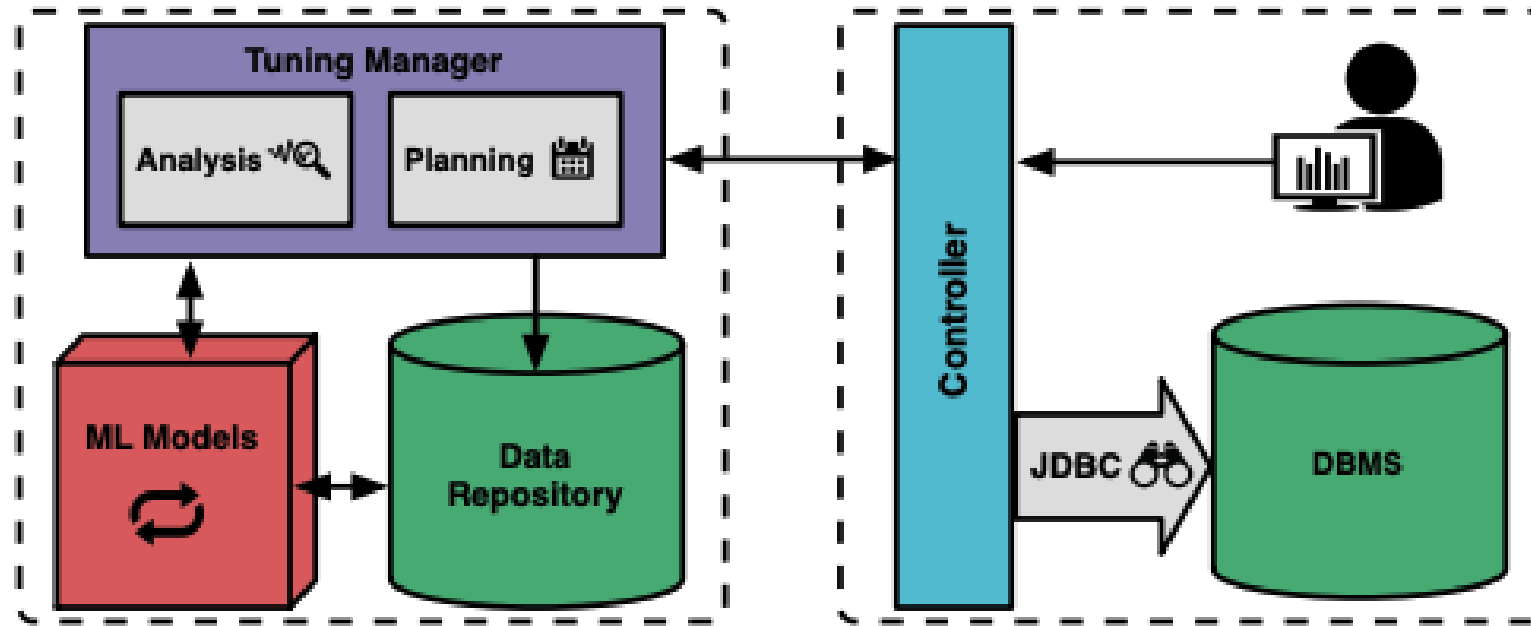 Tuning Manager
Analysis
Planning
ML Models
Data
Repository
Controller
JDBC
DBMS